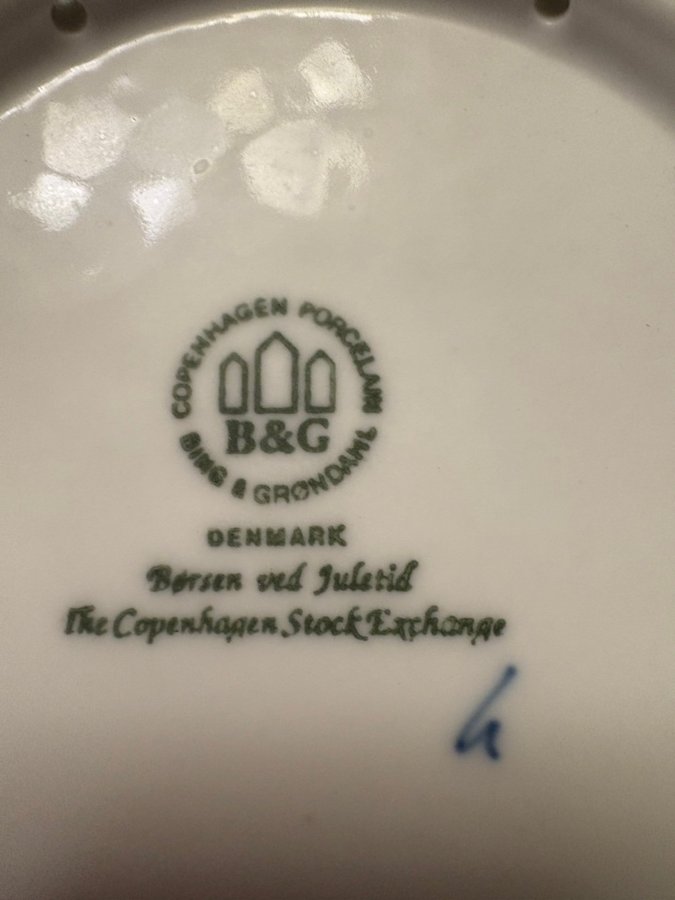 COPENHAGEN PORCELAIN
B&G
BING & GRØNDAHL
DENMARK
Børsen ved Juletid
The Copenhagen Stock Exchange
h